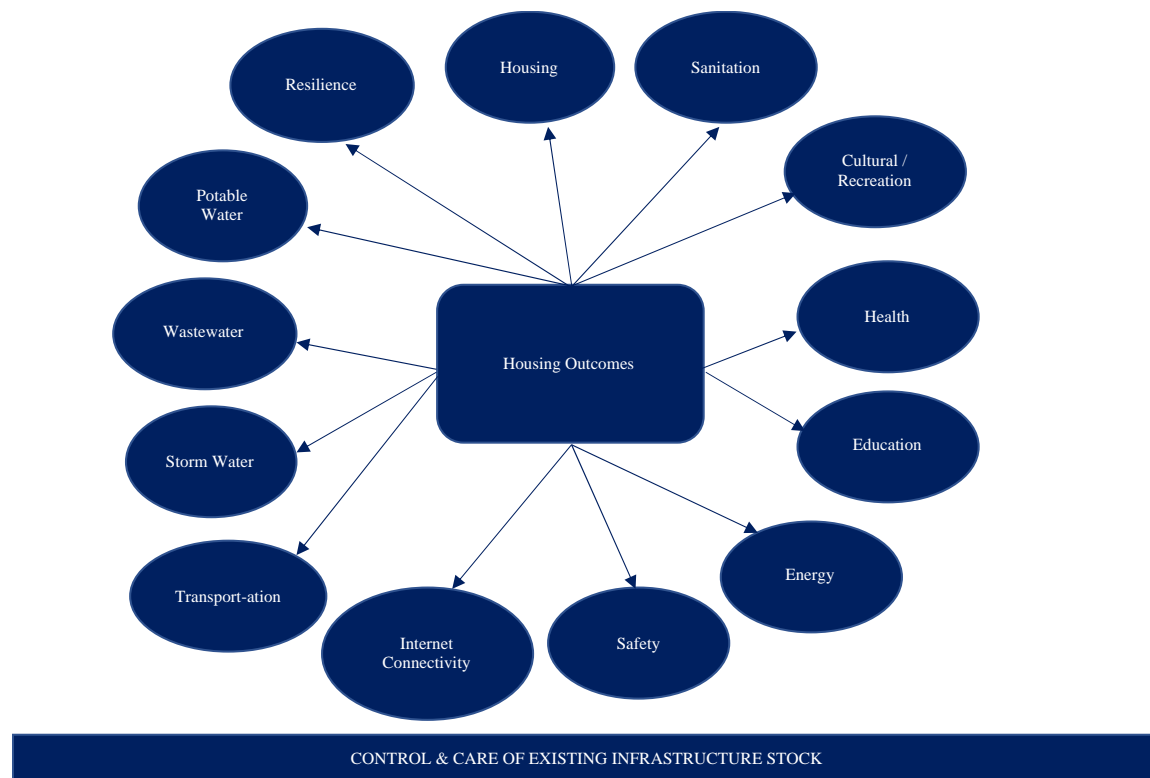 Housing
Sanitation
Resilience
Cultural /
Recreation
Potable
Water
Health
Wastewater
Housing Outcomes
Education
Storm Water
Energy
Transport-ation
Internet
Connectivity
Safety
CONTROL & CARE OF EXISTING INFRASTRUCTURE STOCK